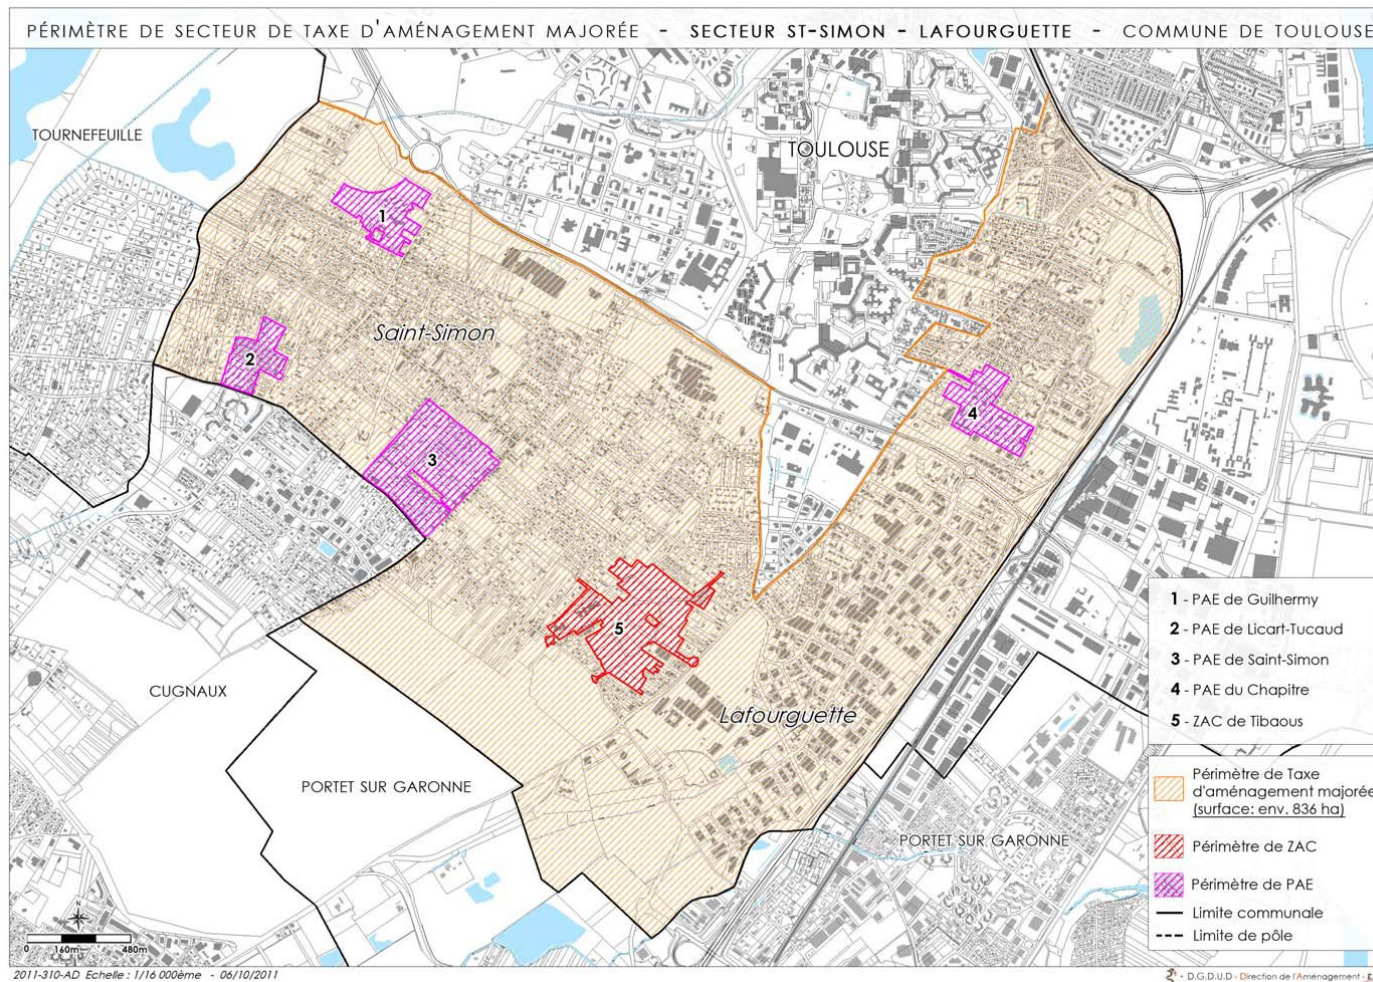 PÉRIMÈTRE DE SECTEUR DE TAXE D'AMÉNAGEMENT MAJORÉE - SECTEUR ST-SIMON - LAFOURGUETTE - COMMUNE DE TOULOUSE
TOURNEFEUILLE
TOULOUSE
1
Saint-Simon
2
4
3
5
1 - PAE de Guilhermy
2 - PAE de Licart-Tucaud
3 - PAE de Saint-Simon
4 - PAE du Chapitre
5 - ZAC de Tibaous
CUGNAUX
Lafourguette
PORTET SUR GARONNE
Périmètre de Taxe
d'aménagement majorée
(surface: env. 836 ha)
PORTET SUR GARONNE
Périmètre de ZAC
Périmètre de PAE
Limite communale
Limite de pôle
N
0 160m 480m
2011-310-AD Echelle : 1/16 000ème - 06/10/2011
- D.G.D.U.D - Direction de l'Aménagement -